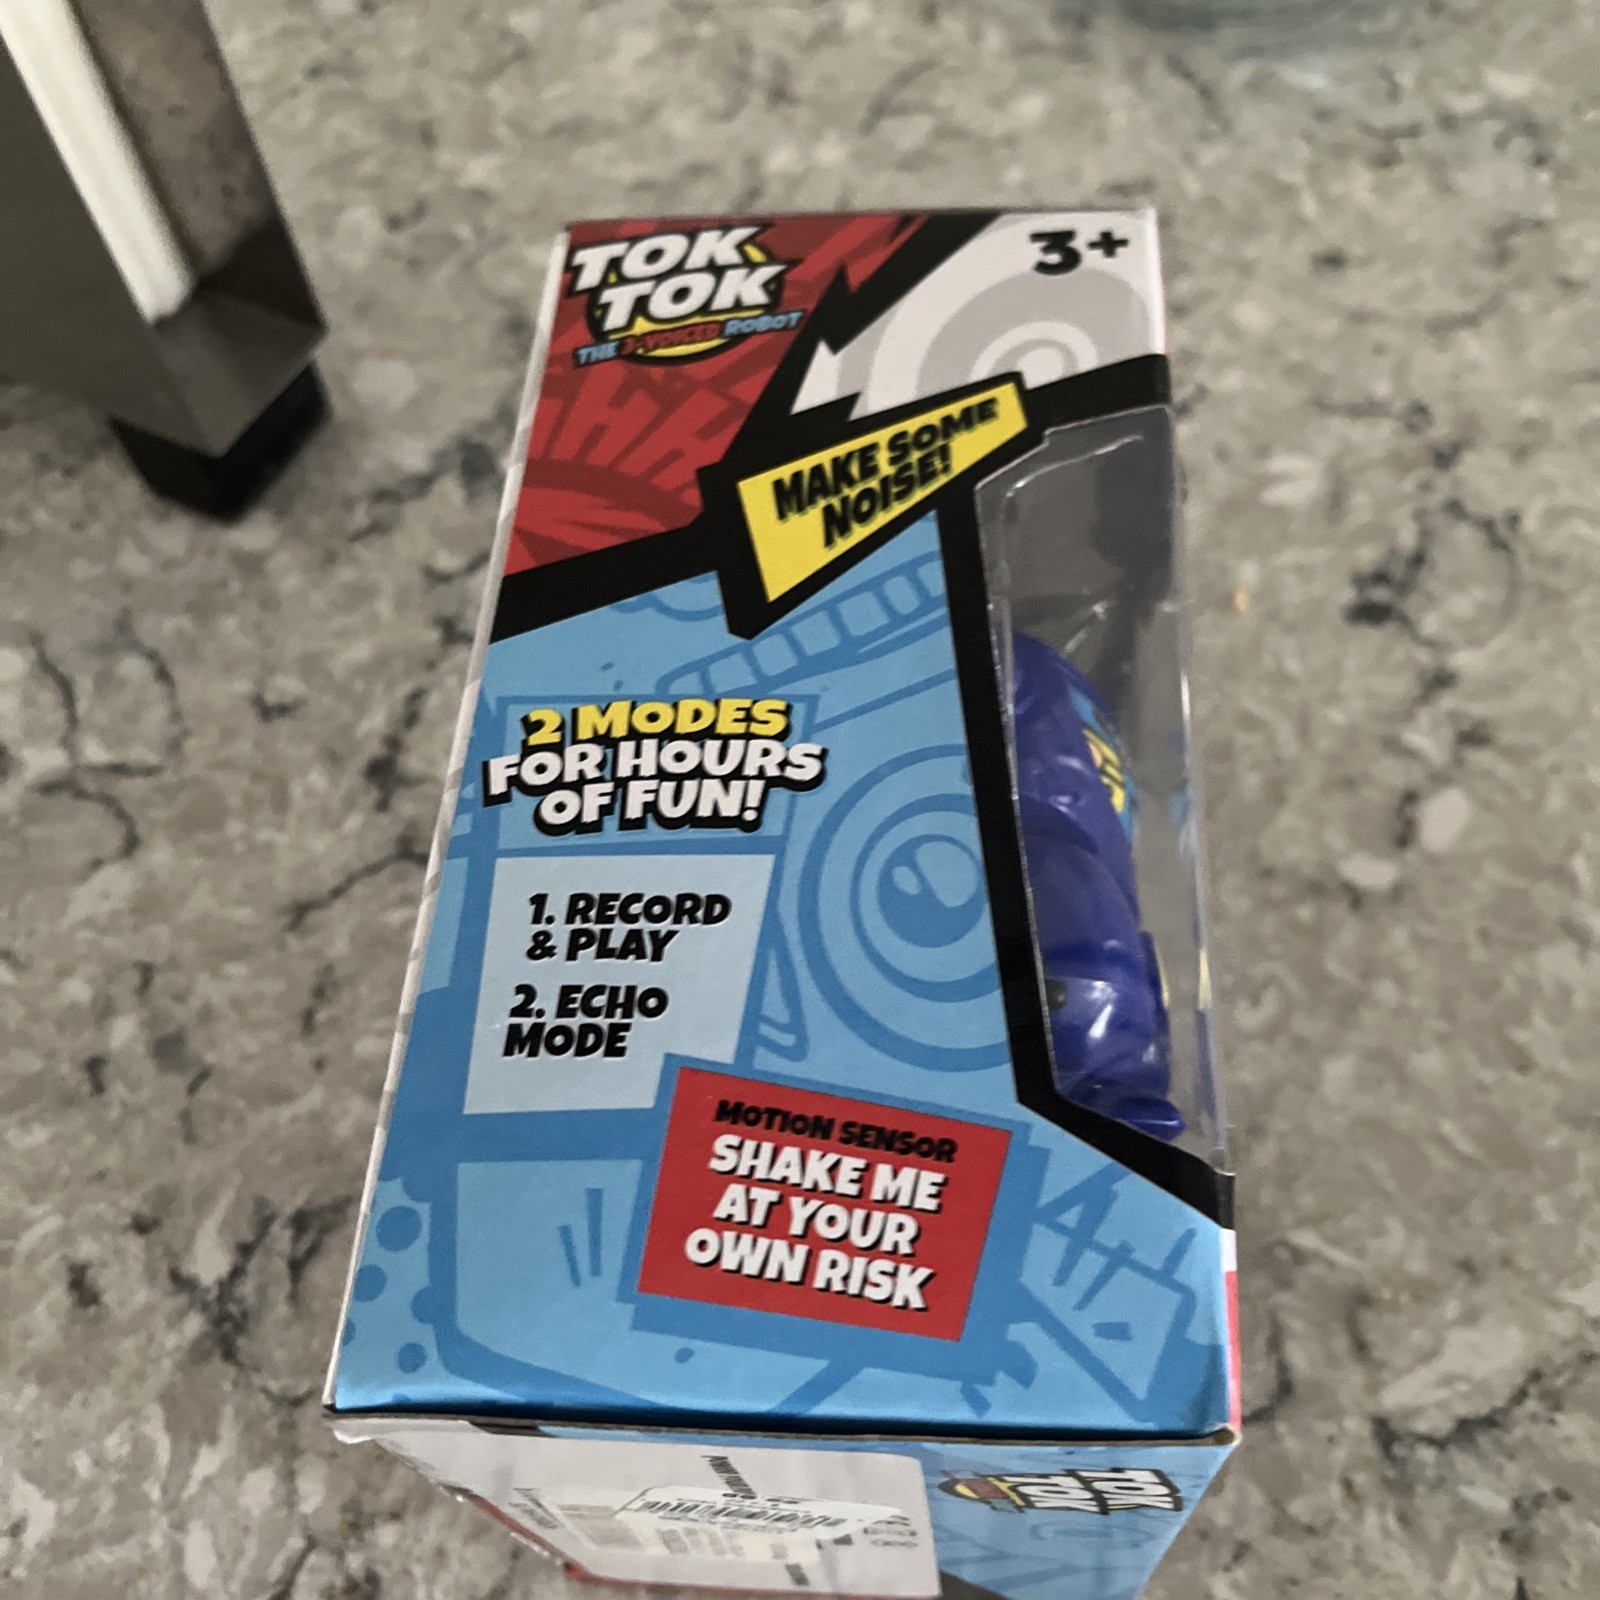 TOK
TOK
THE 3-VOICED ROBOT
3+
MAKE SOME
NOISE!
2 MODES
FOR HOURS
OF FUN!
1. RECORD
& PLAY
2. ECHO
MODE
MOTION SENSOR
SHAKE ME
AT YOUR
OWN RISK
TOK
TOK